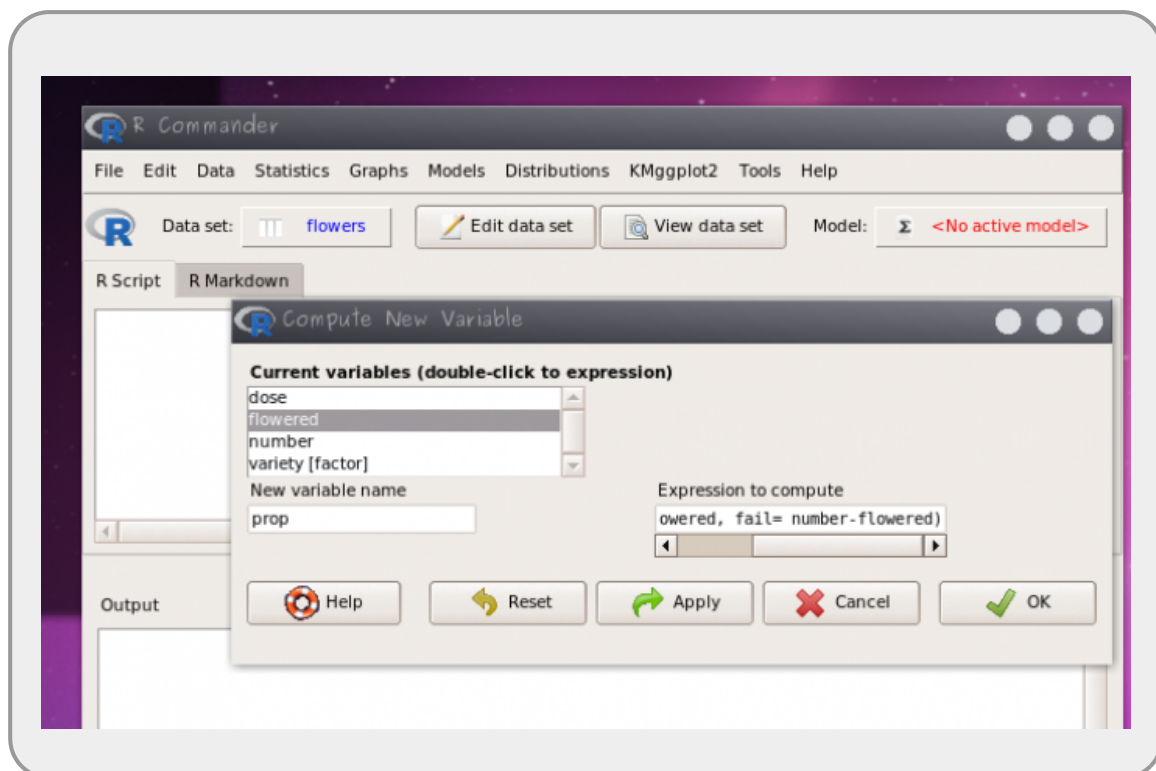 R Commander
File Edit Data Statistics Graphs Models Distributions KMggplot2 Tools Help
Data set: flowers Edit data set View data set Model: Σ <No active model>
R Script R Markdown
Compute New Variable
Current variables (double-click to expression)
dose
flowered
number
variety [factor]
New variable name Expression to compute
prop owered, fail= number-flowered)
Output Help Reset Apply Cancel OK